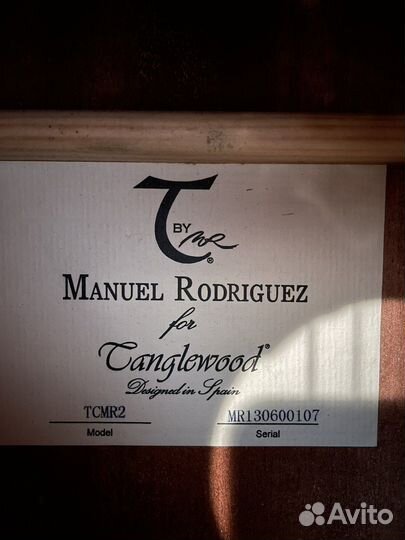 T
BY MR ®
MANUEL RODRIGUEZ
for
Tanglewood®
Designed in Spain
TCMR2 MR130600107
Model Serial
Avito